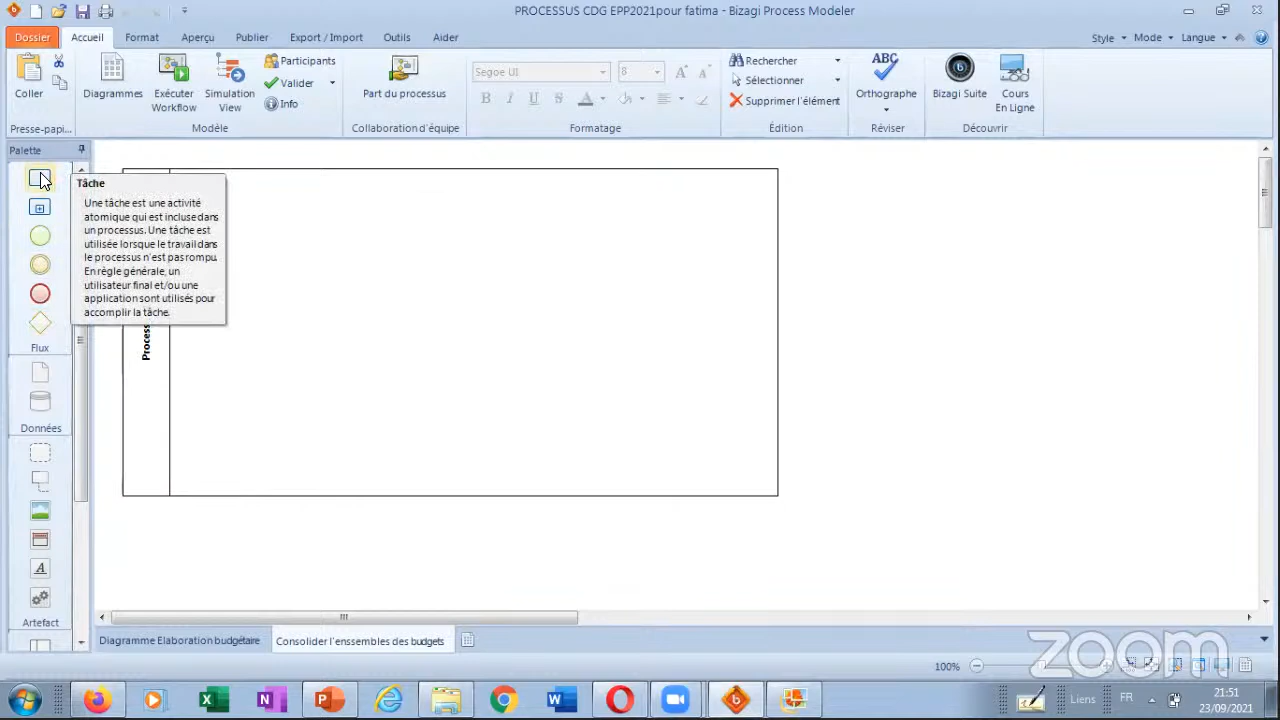 PROCESSUS CDG EPP2021pour fatima - Bizagi Process Modeler
Dossier Accueil Format Aperçu Publier Export / Import Outils Aider Style Mode Langue
Coller
Diagrammes
Exécuter
Workflow
Simulation
View
Participants
Valider
Info
Part du processus
Segoe UI 8
Rechercher
Sélectionner
Supprimer l'élément
ABC
Orthographe
Bizagi Suite
Cours
En Ligne
Presse-papi... Modèle Collaboration d'équipe Formatage Édition Réviser Découvrir
Palette
Tâche
Une tâche est une activité
atomique qui est incluse dans
un processus. Une tâche est
utilisée lorsque le travail dans
le processus n'est pas rompu.
En règle générale, un
utilisateur final et/ou une
application sont utilisés pour
accomplir la tâche.
Process
Flux
Données
Artefact
Diagramme Elaboration budgétaire Consolider l'enssembles des budgets
100%
zoom
Liens FR 21:51
23/09/2021